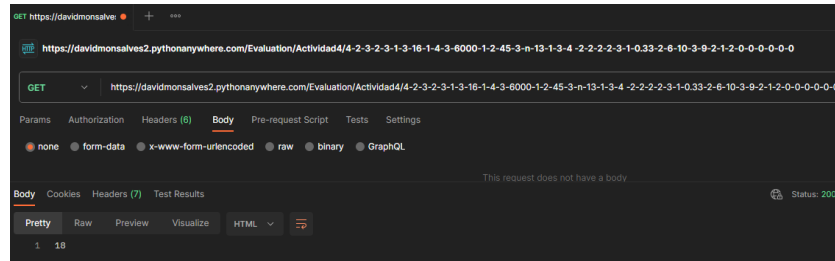 GET https://davidmonsalve: + ooo
HTTP https://davidmonsalves2.pythonanywhere.com/Evaluation/Actividad4/4-2-3-2-3-1-3-16-1-4-3-6000-1-2-45-3-n-13-1-3-4 -2-2-2-2-3-1-0.33-2-6-10-3-9-2-1-2-0-0-0-0-0-0
GET https://davidmonsalves2.pythonanywhere.com/Evaluation/Actividad4/4-2-3-2-3-1-3-16-1-4-3-6000-1-2-45-3-n-13-1-3-4 -2-2-2-2-3-1-0.33-2-6-10-3-9-2-1-2-0-0-0-0-0-0
Params Authorization Headers (6) Body Pre-request Script Tests Settings
none form-data x-www-form-urlencoded raw binary GraphQL
This request does not have a body
Body Cookies Headers (7) Test Results Status: 200
Pretty Raw Preview Visualize HTML
1 18